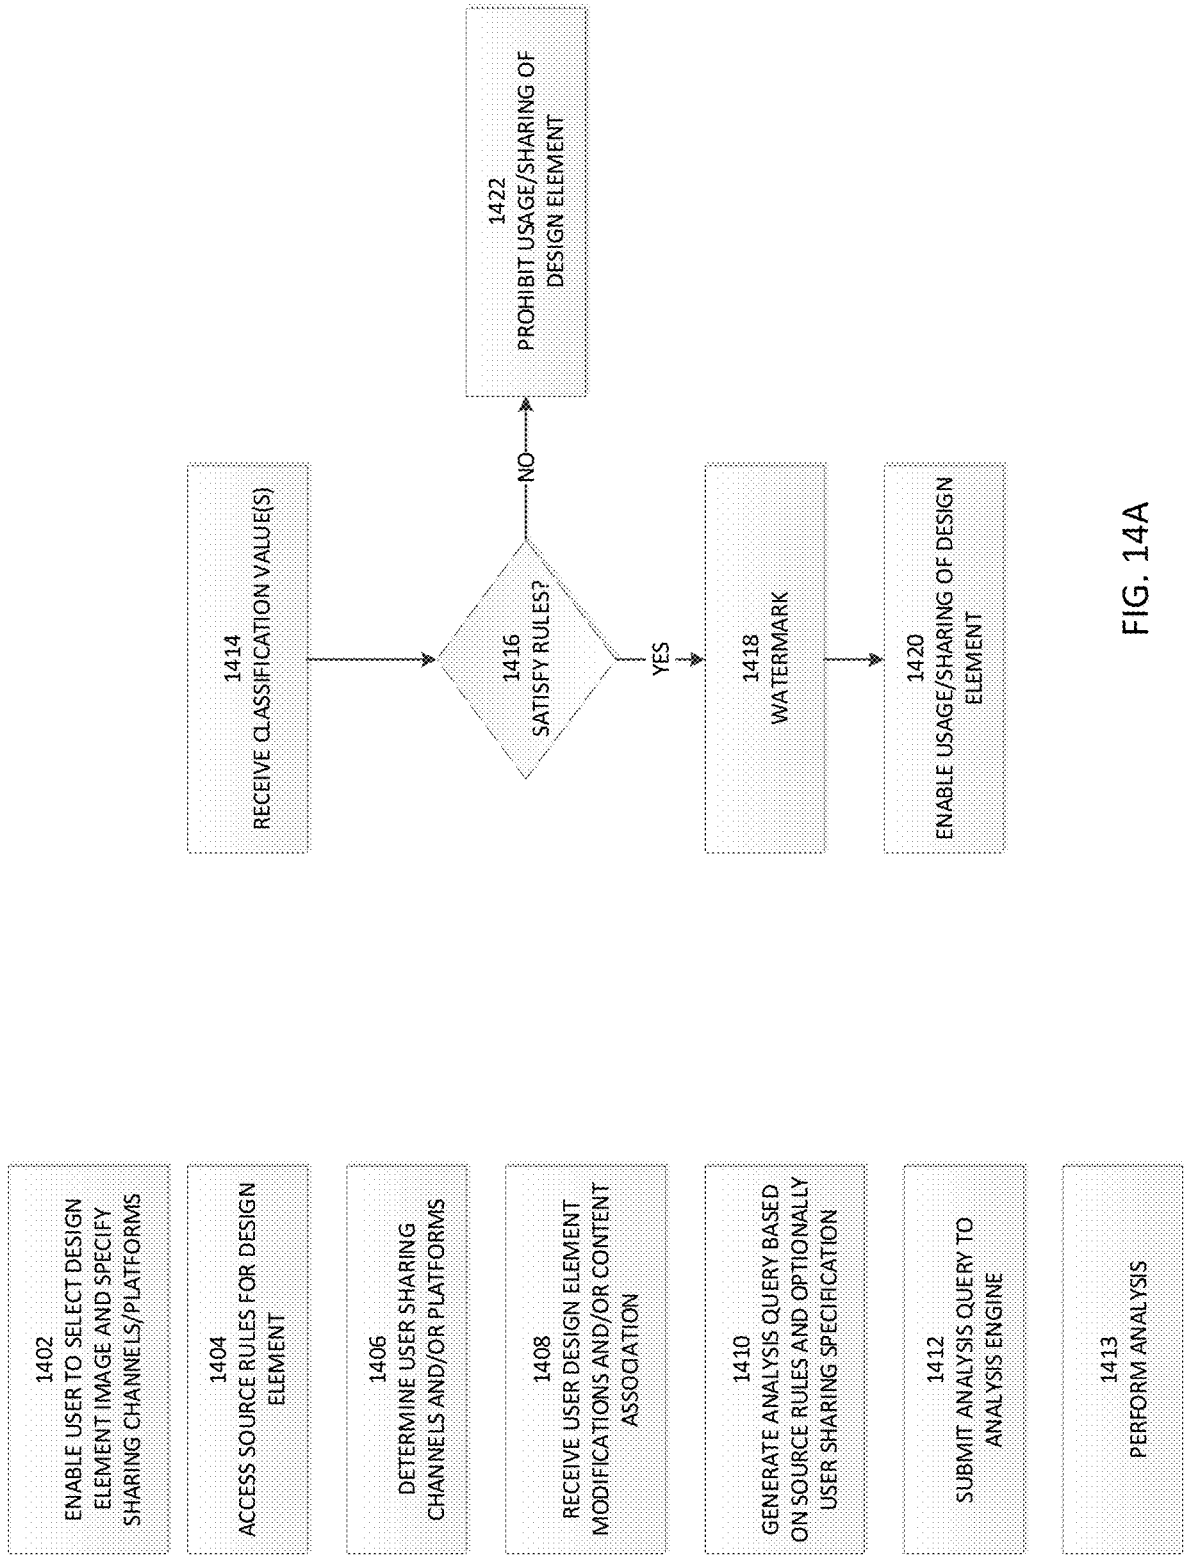 1402
ENABLE USER TO SELECT DESIGN
ELEMENT IMAGE AND SPECIFY
SHARING CHANNELS/PLATFORMS
1404
ACCESS SOURCE RULES FOR DESIGN
ELEMENT
1406
DETERMINE USER SHARING
CHANNELS AND/OR PLATFORMS
1408
RECEIVE USER DESIGN ELEMENT
MODIFICATIONS AND/OR CONTENT
ASSOCIATION
1410
GENERATE ANALYSIS QUERY BASED
ON SOURCE RULES AND OPTIONALLY
USER SHARING SPECIFICATION
1412
SUBMIT ANALYSIS QUERY TO
ANALYSIS ENGINE
1413
PERFORM ANALYSIS
1414
RECEIVE CLASSIFICATION VALUE(S)
1416
SATISFY RULES?
NO
1422
PROHIBIT USAGE/SHARING OF
DESIGN ELEMENT
YES
1418
WATERMARK
1420
ENABLE USAGE/SHARING OF DESIGN
ELEMENT
FIG. 14A